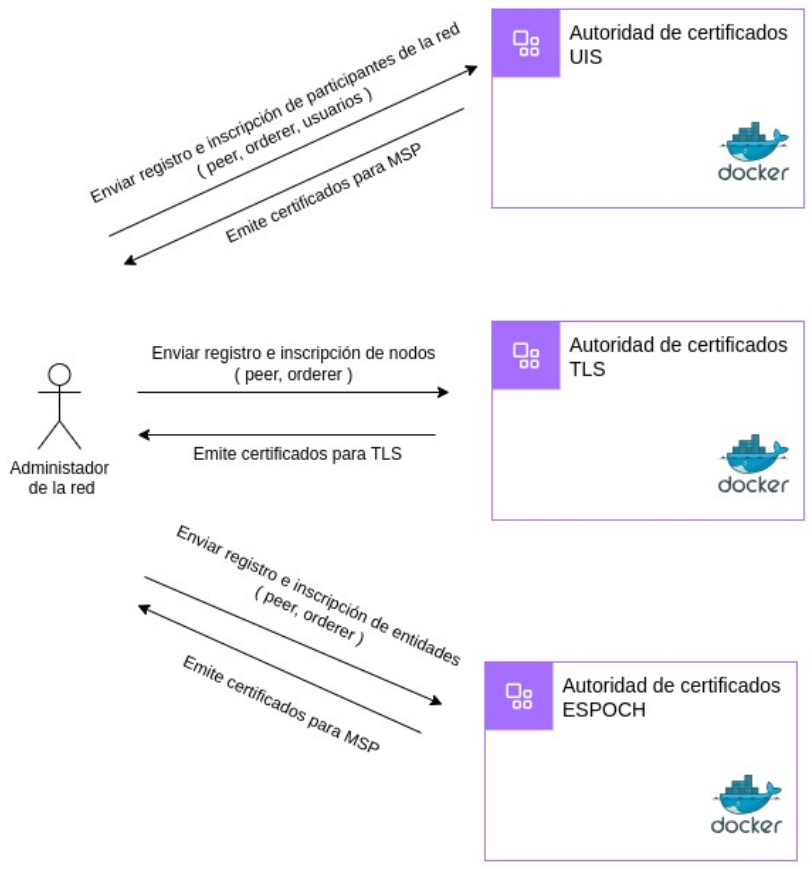 Autoridad de certificados
UIS
docker
Enviar registro e inscripción de participantes de la red
( peer, orderer, usuarios )
Emite certificados para MSP
Autoridad de certificados
TLS
docker
Enviar registro e inscripción de nodos
( peer, orderer )
Emite certificados para TLS
Administador
de la red
Enviar registro e inscripción de entidades
( peer, orderer )
Emite certificados para MSP
Autoridad de certificados
ESPOCH
docker